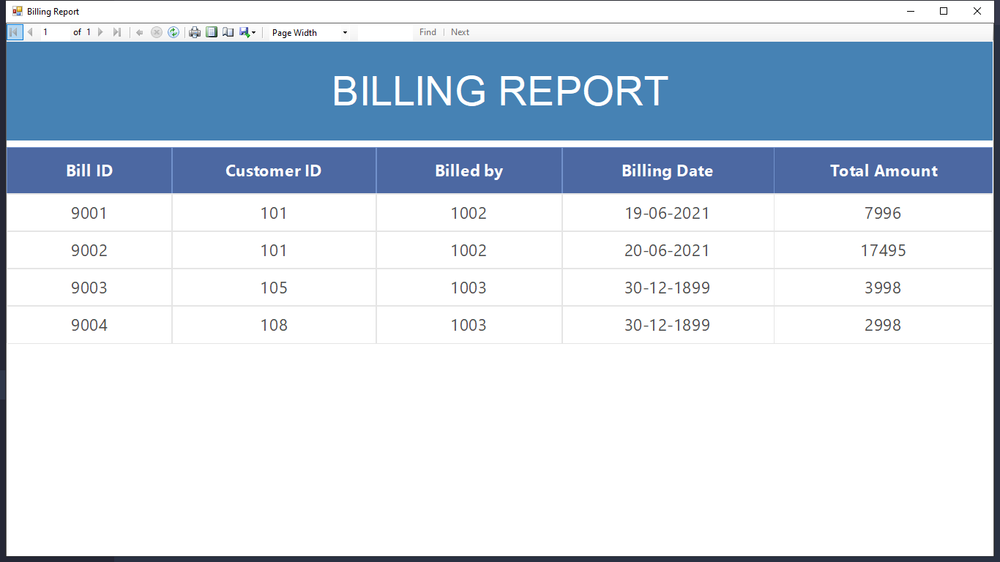 Billing Report
1 of 1 Page Width Find Next
BILLING REPORT
Bill ID Customer ID Billed by Billing Date Total Amount
9001 101 1002 19-06-2021 7996
9002 101 1002 20-06-2021 17495
9003 105 1003 30-12-1899 3998
9004 108 1003 30-12-1899 2998